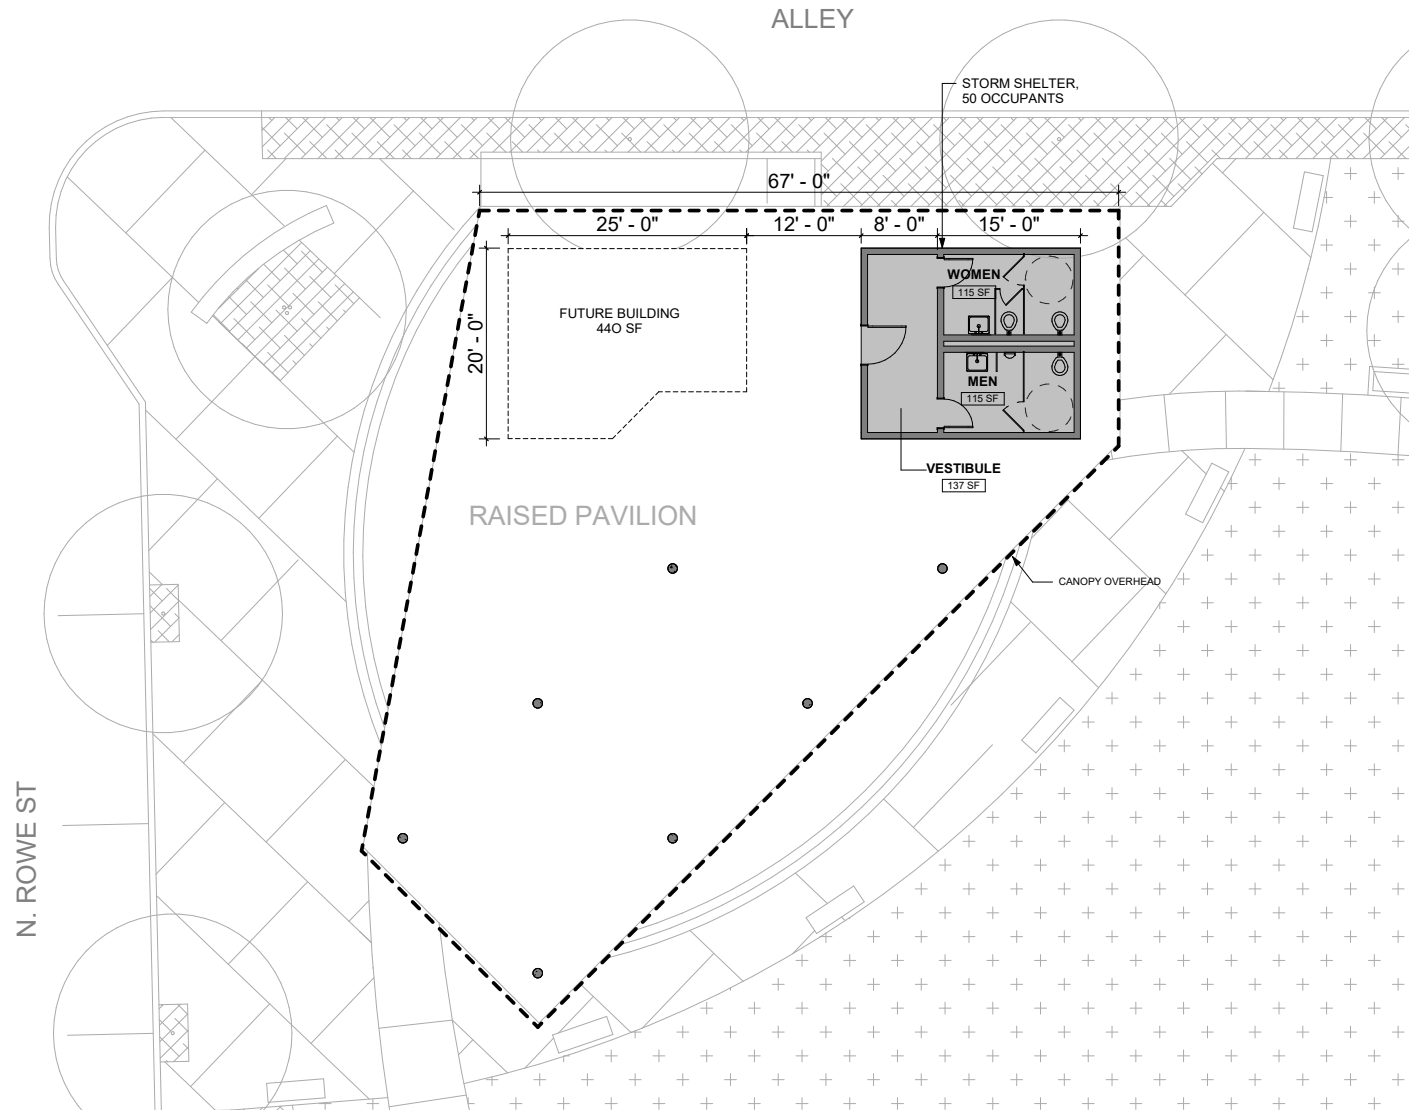 ALLEY
STORM SHELTER,
50 OCCUPANTS
67' - 0"
25' - 0"
12' - 0"
8' - 0"
15' - 0"
WOMEN
115 SF
FUTURE BUILDING
44O SF
20' - 0"
MEN
115 SF
VESTIBULE
137 SF
RAISED PAVILION
CANOPY OVERHEAD
N. ROWE ST